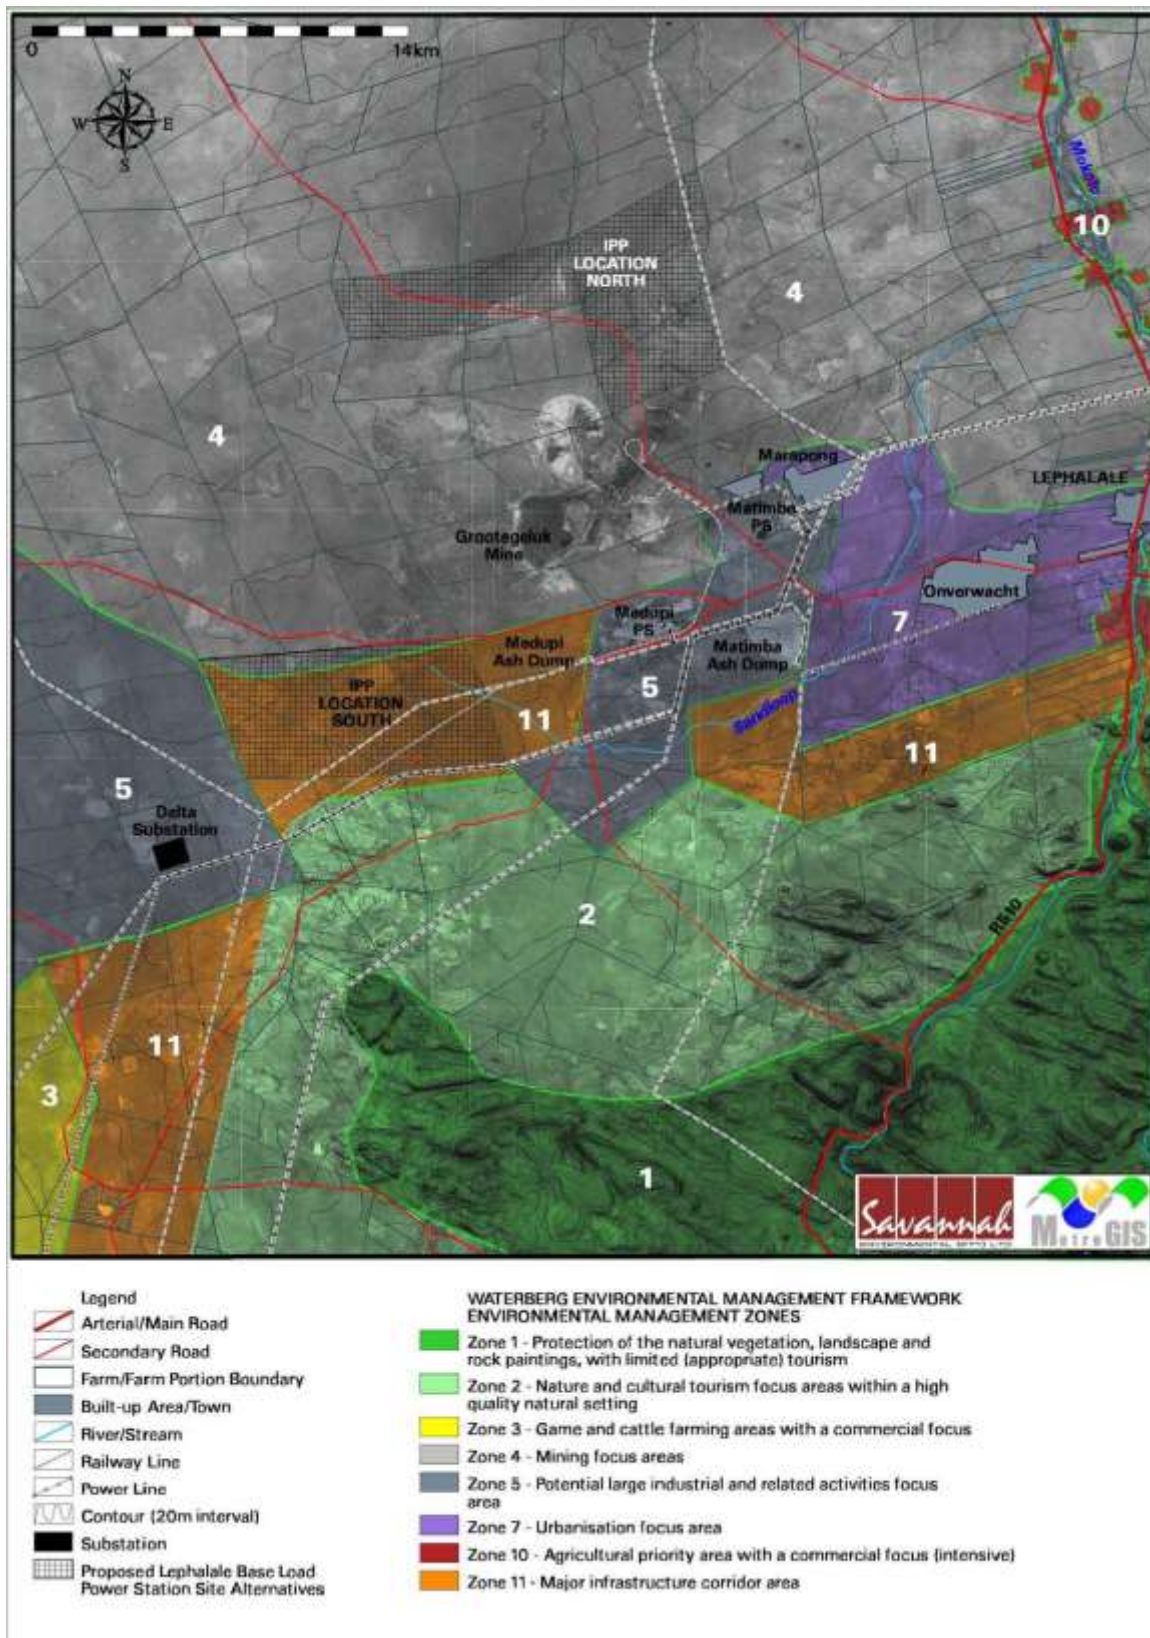 0
14km
N
W
E
S
Mokolo
10
IPP
LOCATION
NORTH
4
4
Marapong
LEPHALALE
Matimba
PS
Grootegeluk
Mine
Onverwacht
Medupi
PS
7
Medupi
Ash Dump
Matimba
Ash Dump
IPP
LOCATION
SOUTH
5
11
Sandloop
11
5
Delta
Substation
2
R510
11
3
1
Savannah
ENVIRONMENTAL (PTY) LTD
MetroGIS
Legend
Arterial/Main Road
Secondary Road
Farm/Farm Portion Boundary
Built-up Area/Town
River/Stream
Railway Line
Power Line
Contour (20m interval)
Substation
Proposed Lephalale Base Load
Power Station Site Alternatives
WATERBERG ENVIRONMENTAL MANAGEMENT FRAMEWORK
ENVIRONMENTAL MANAGEMENT ZONES
Zone 1 - Protection of the natural vegetation, landscape and
rock paintings, with limited (appropriate) tourism
Zone 2 - Nature and cultural tourism focus areas within a high
quality natural setting
Zone 3 - Game and cattle farming areas with a commercial focus
Zone 4 - Mining focus areas
Zone 5 - Potential large industrial and related activities focus
area
Zone 7 - Urbanisation focus area
Zone 10 - Agricultural priority area with a commercial focus (intensive)
Zone 11 - Major infrastructure corridor area